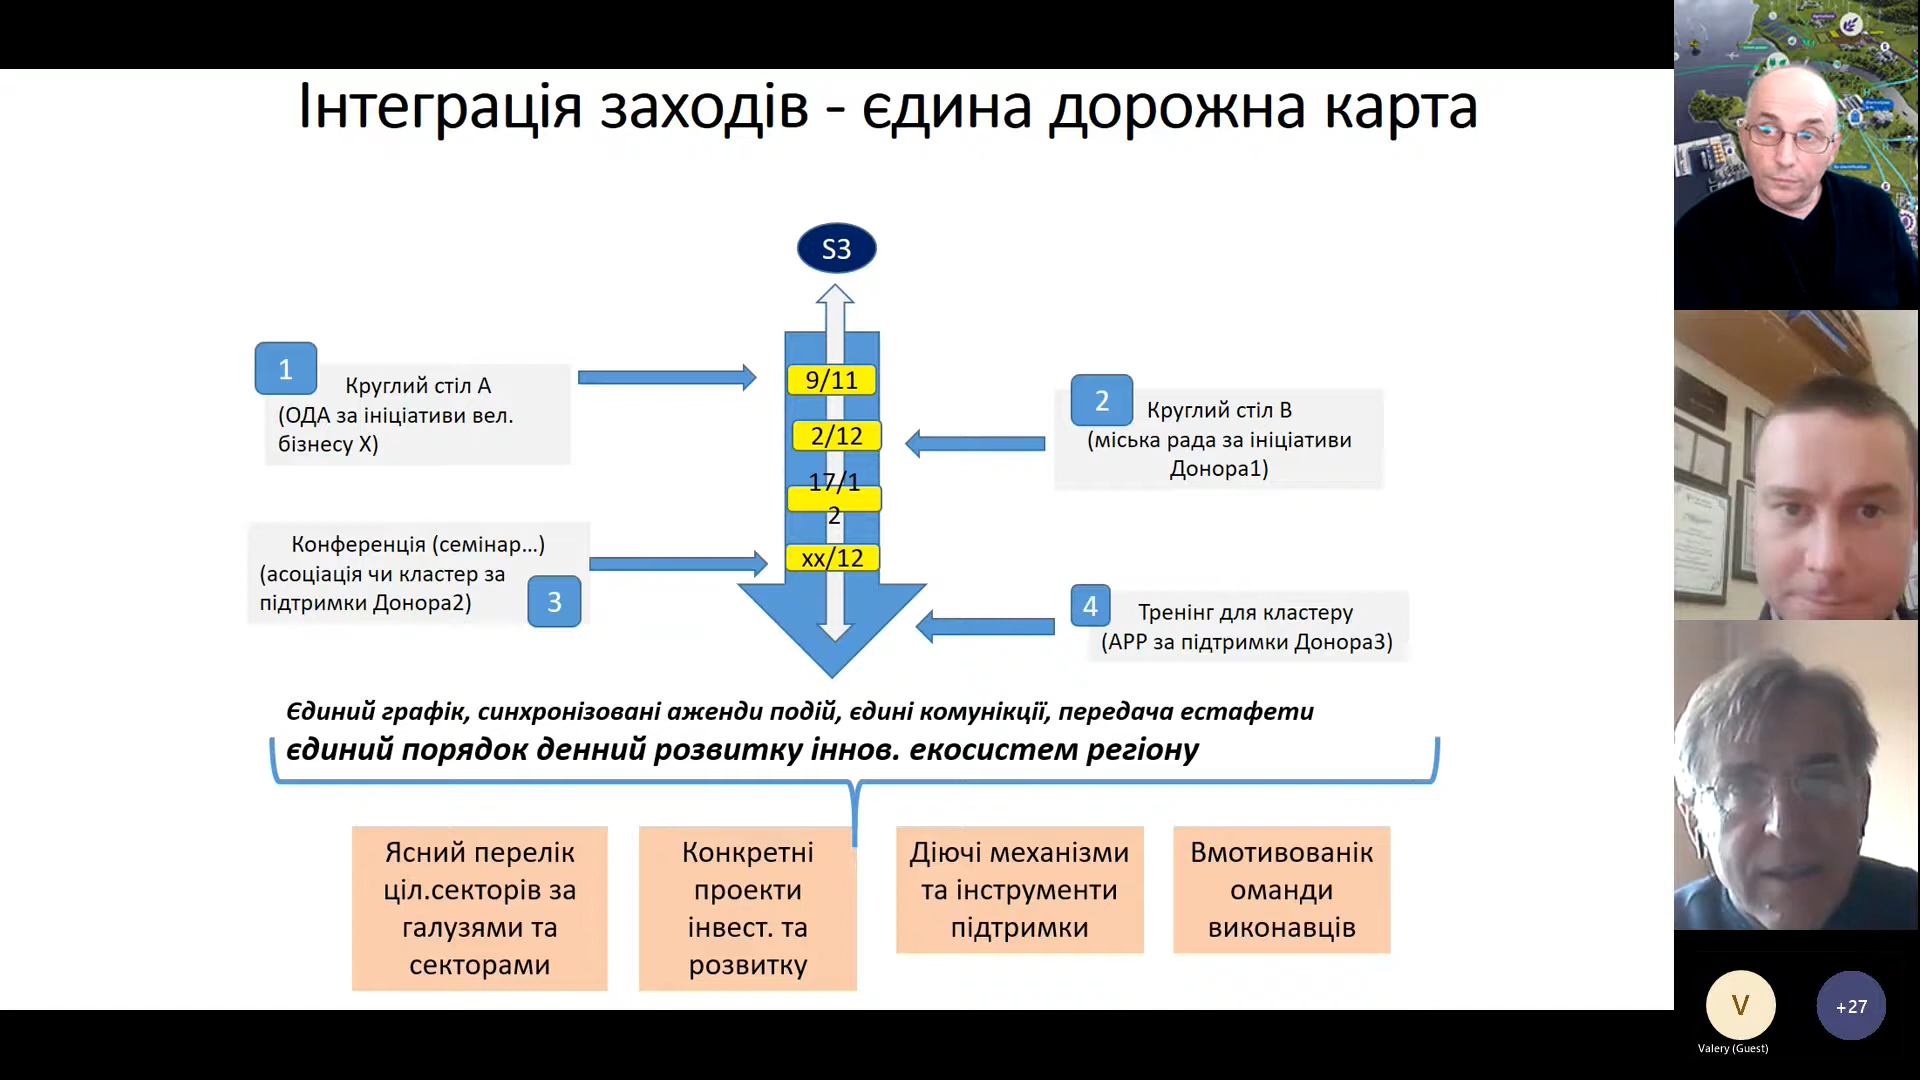 Інтеграція заходів - єдина дорожна карта
S3
1
Круглий стіл А
(ОДА за ініціативи вел.
бізнесу Х)
9/11
2
Круглий стіл В
(міська рада за ініціативи
Донора1)
2/12
17/1
2
Конференція (семінар...)
(асоціація чи кластер за
підтримки Донора2)
3
хх/12
4
Тренінг для кластеру
(АРР за підтримки Донора3)
Єдиний графік, синхронізовані аженди подій, єдині комунікції, передача естафети
єдиний порядок денний розвитку іннов. екосистем регіону
Ясний перелік
ціл.секторів за
галузями та
секторами
Конкретні
проекти
інвест. та
розвитку
Діючі механізми
та інструменти
підтримки
Вмотивованік
оманди
виконавців
V
Valery (Guest)
+27